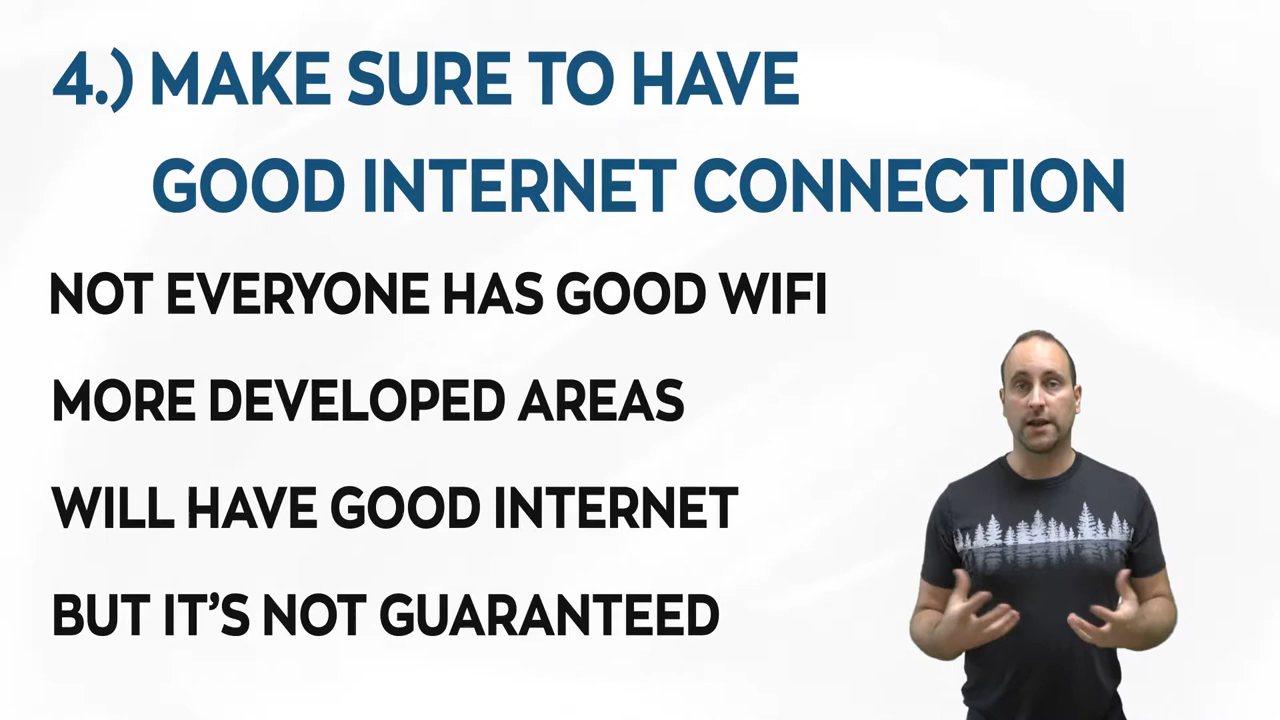 4.) MAKE SURE TO HAVE
GOOD INTERNET CONNECTION
NOT EVERYONE HAS GOOD WIFI
MORE DEVELOPED AREAS
WILL HAVE GOOD INTERNET
BUT IT’S NOT GUARANTEED